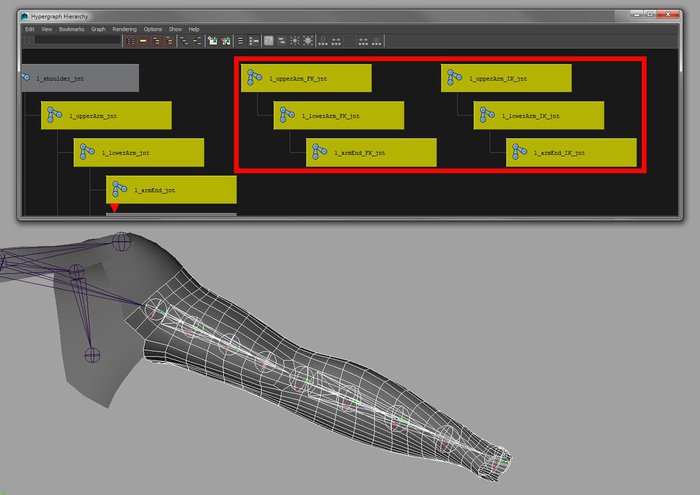 Hypergraph Hierarchy
Edit View Bookmarks Graph Rendering Options Show Help
l_shoulder_jnt
l_upperArm_jnt
l_lowerArm_jnt
l_armEnd_jnt
l_upperArm_FK_jnt
l_lowerArm_FK_jnt
l_armEnd_FK_jnt
l_upperArm_IK_jnt
l_lowerArm_IK_jnt
l_armEnd_IK_jnt